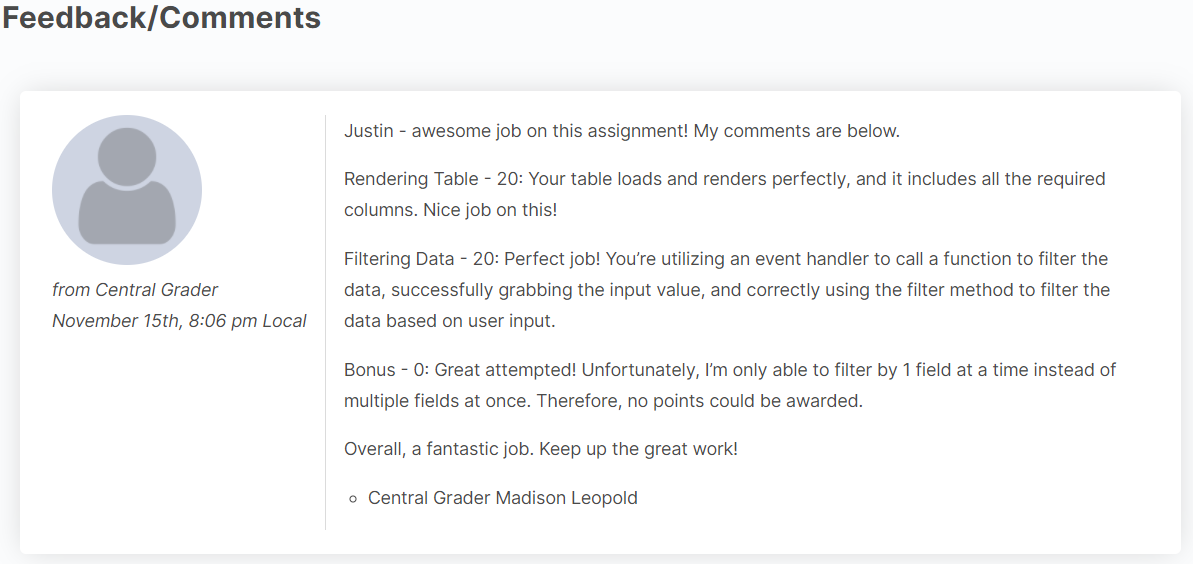 Feedback/Comments
from Central Grader
November 15th, 8:06 pm Local
Justin - awesome job on this assignment! My comments are below.
Rendering Table - 20: Your table loads and renders perfectly, and it includes all the required
columns. Nice job on this!
Filtering Data - 20: Perfect job! You’re utilizing an event handler to call a function to filter the
data, successfully grabbing the input value, and correctly using the filter method to filter the
data based on user input.
Bonus - 0: Great attempted! Unfortunately, I’m only able to filter by 1 field at a time instead of
multiple fields at once. Therefore, no points could be awarded.
Overall, a fantastic job. Keep up the great work!
Central Grader Madison Leopold